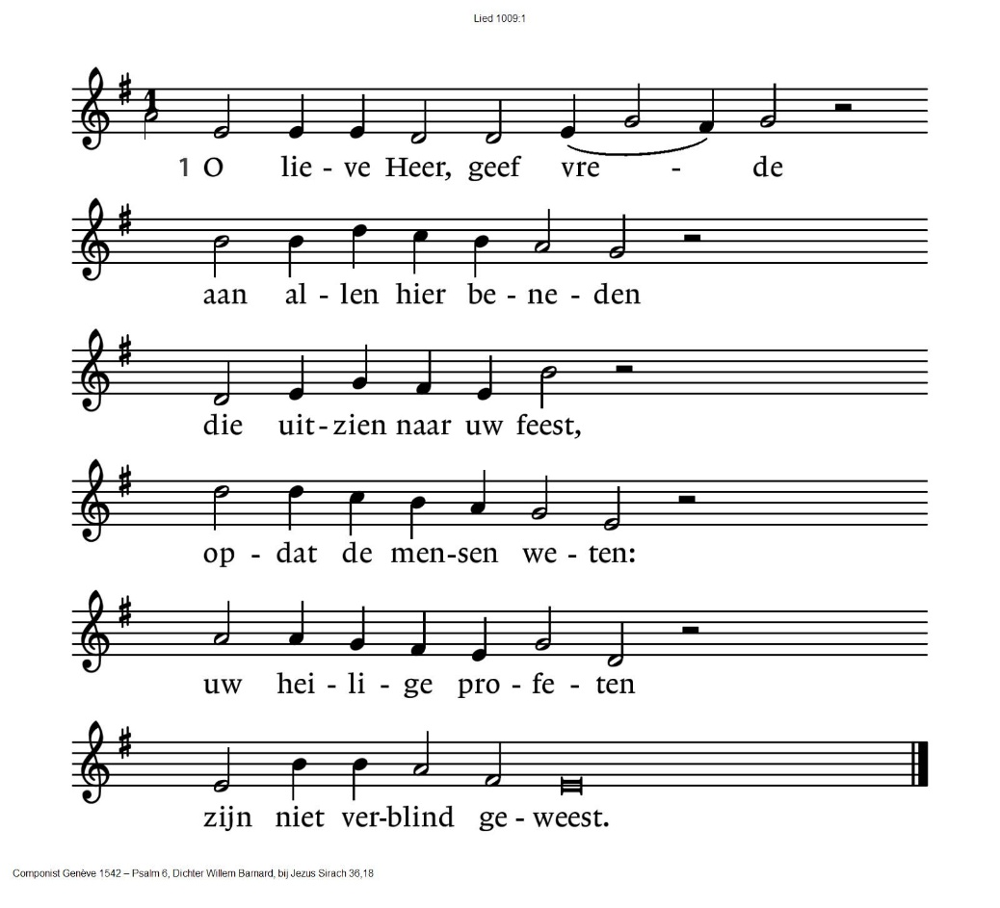 Lied 1009:1
1 O lie - ve Heer, geef vre - de
aan al - len hier be - ne - den
die uit - zien naar uw feest,
op - dat de men - sen we - ten:
uw hei - li - ge pro - fe - ten
zijn niet ver - blind ge - weest.
Componist Genève 1542 – Psalm 6, Dichter Willem Barnard, bij Jezus Sirach 36,18